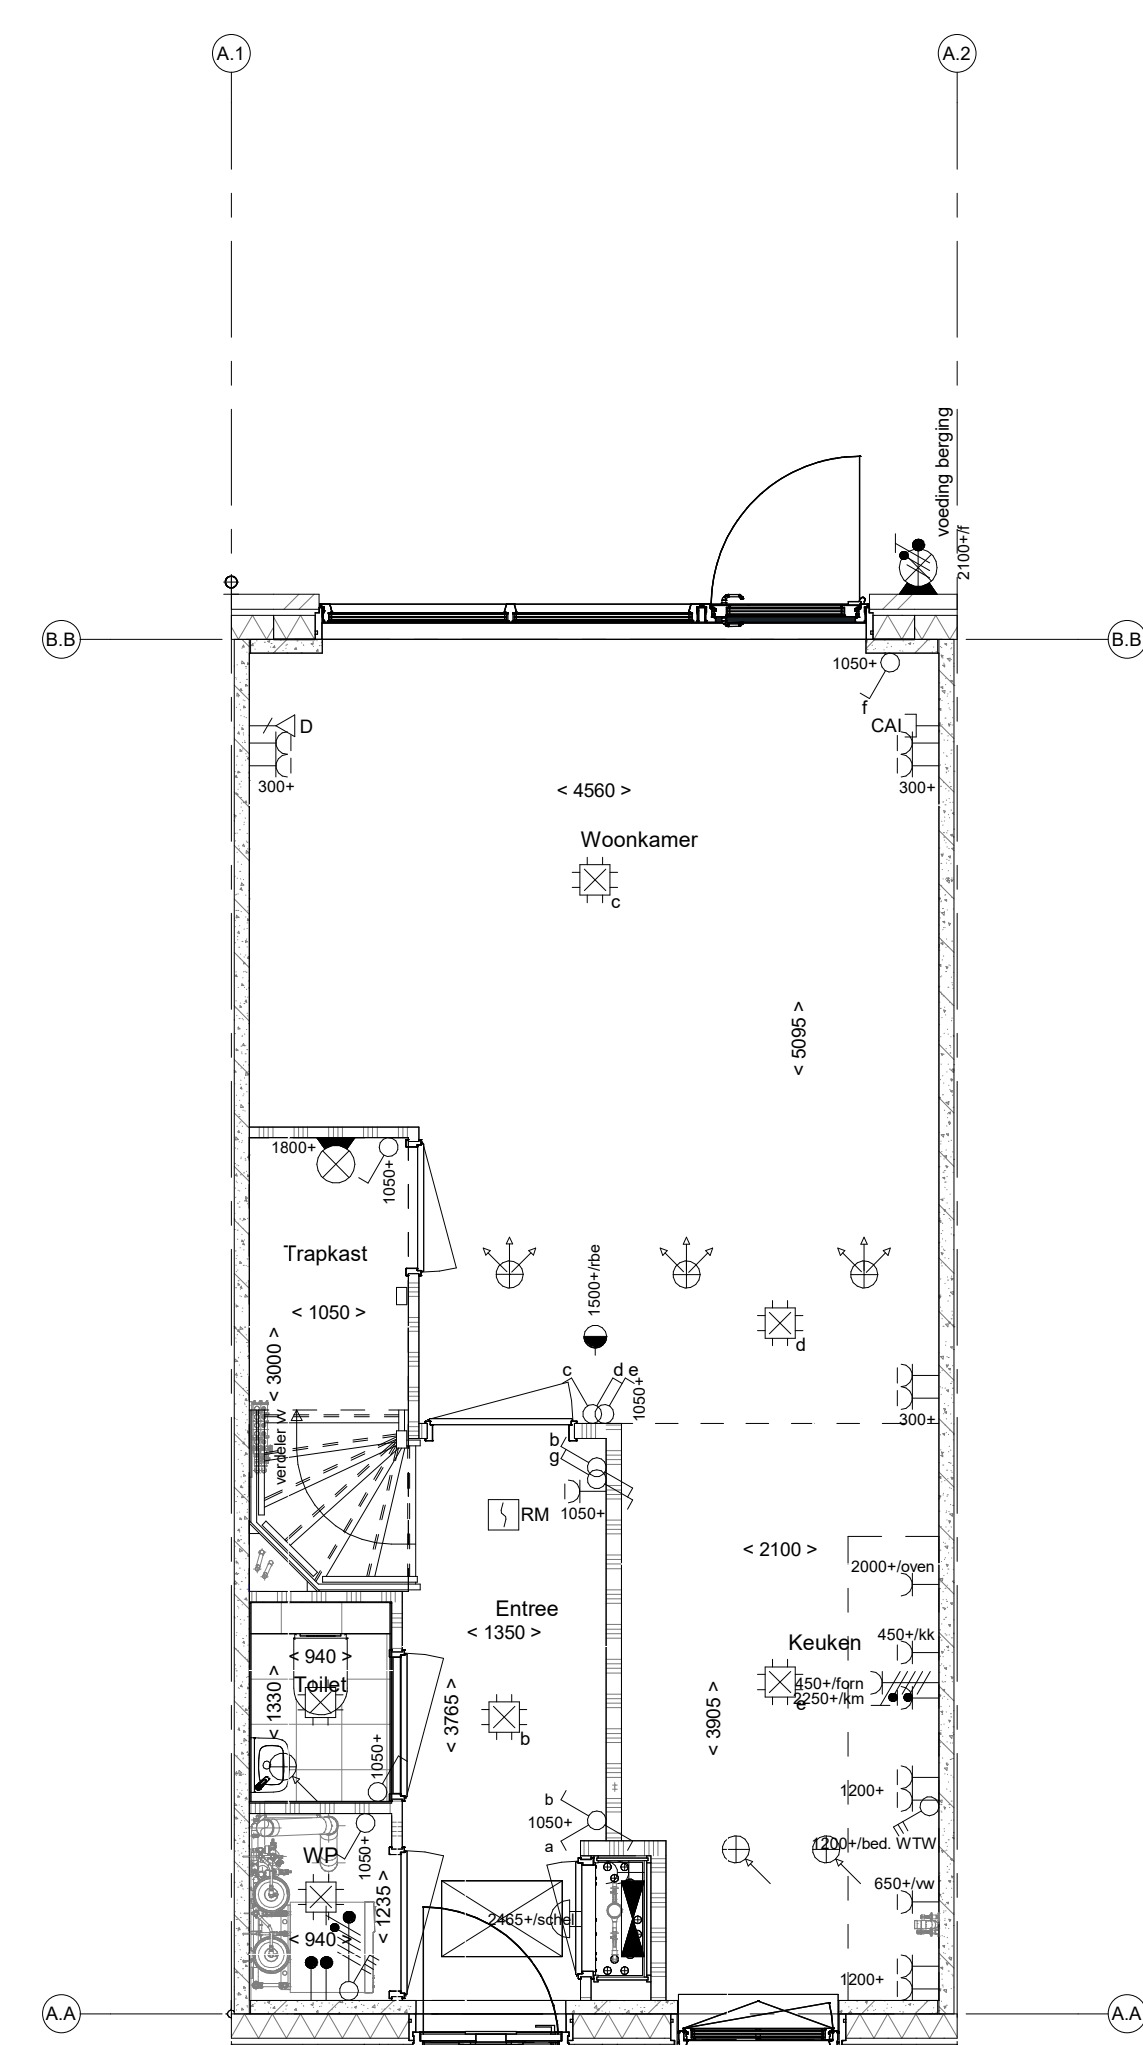 A.1
A.2
voeding berging
2100+/f
B.B
B.B
1050+
f
D
CAI
300+
300+
< 4560 >
Woonkamer
c
< 5095 >
1800+
1050+
Trapkast
< 1050 >
1500+/rbe
< 3000 >
d
c
d e
1050+
300+
verdeler vv
b
g
1050+
RM
< 2100 >
2000+/oven
Entree
< 1350 >
450+/kk
Keuken
< 940 >
Toilet
450+/forn
2250+/km
e
< 1330 >
< 3765 >
b
< 3905 >
1050+
1200+
b
1050+
a
1200+/bed. WTW
WP
1050+
650+/vw
< 1235 >
2465+/schel
< 940 >
1200+
A.A
A.A